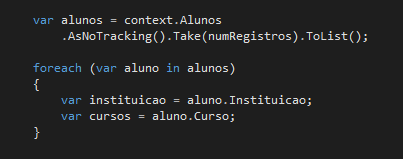 var alunos = context.Alunos
.AsNoTracking().Take(numRegistros).ToList();
foreach (var aluno in alunos)
{
var instituicao = aluno.Instituicao;
var cursos = aluno.Curso;
}